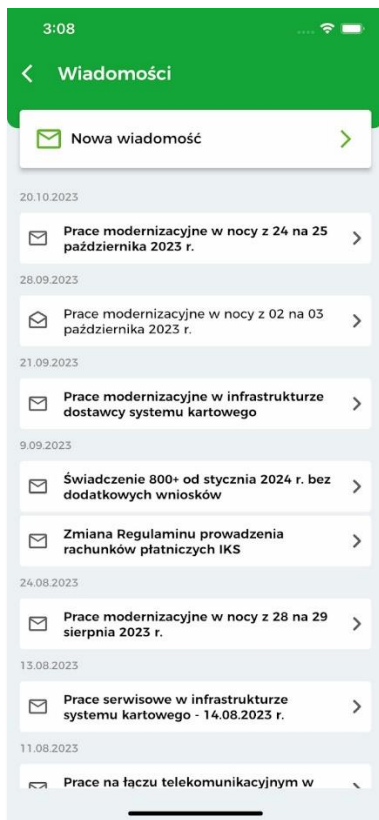 3:08
Wiadomości
Nowa wiadomość
20.10.2023
Prace modernizacyjne w nocy z 24 na 25
października 2023 r.
28.09.2023
Prace modernizacyjne w nocy z 02 na 03
października 2023 r.
21.09.2023
Prace modernizacyjne w infrastrukturze
dostawcy systemu kartowego
9.09.2023
Świadczenie 800+ od stycznia 2024 r. bez
dodatkowych wniosków
Zmiana Regulaminu prowadzenia
rachunków płatniczych IKS
24.08.2023
Prace modernizacyjne w nocy z 28 na 29
sierpnia 2023 r.
13.08.2023
Prace serwisowe w infrastrukturze
systemu kartowego - 14.08.2023 r.
11.08.2023
Prace na łączu telekomunikacyjnym w